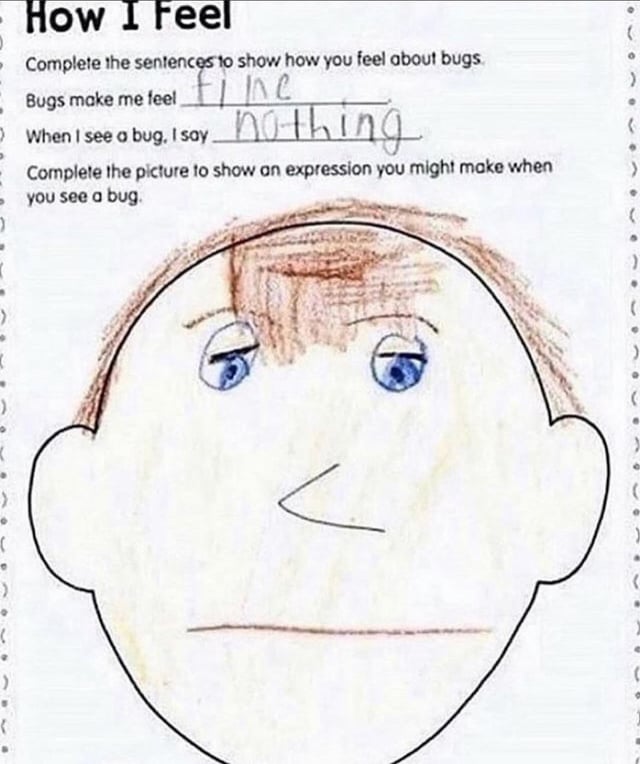 How I Feel
Complete the sentences to show how you feel about bugs.
Bugs make me feel fine.
When I see a bug, I say nothing.
Complete the picture to show an expression you might make when
you see a bug.